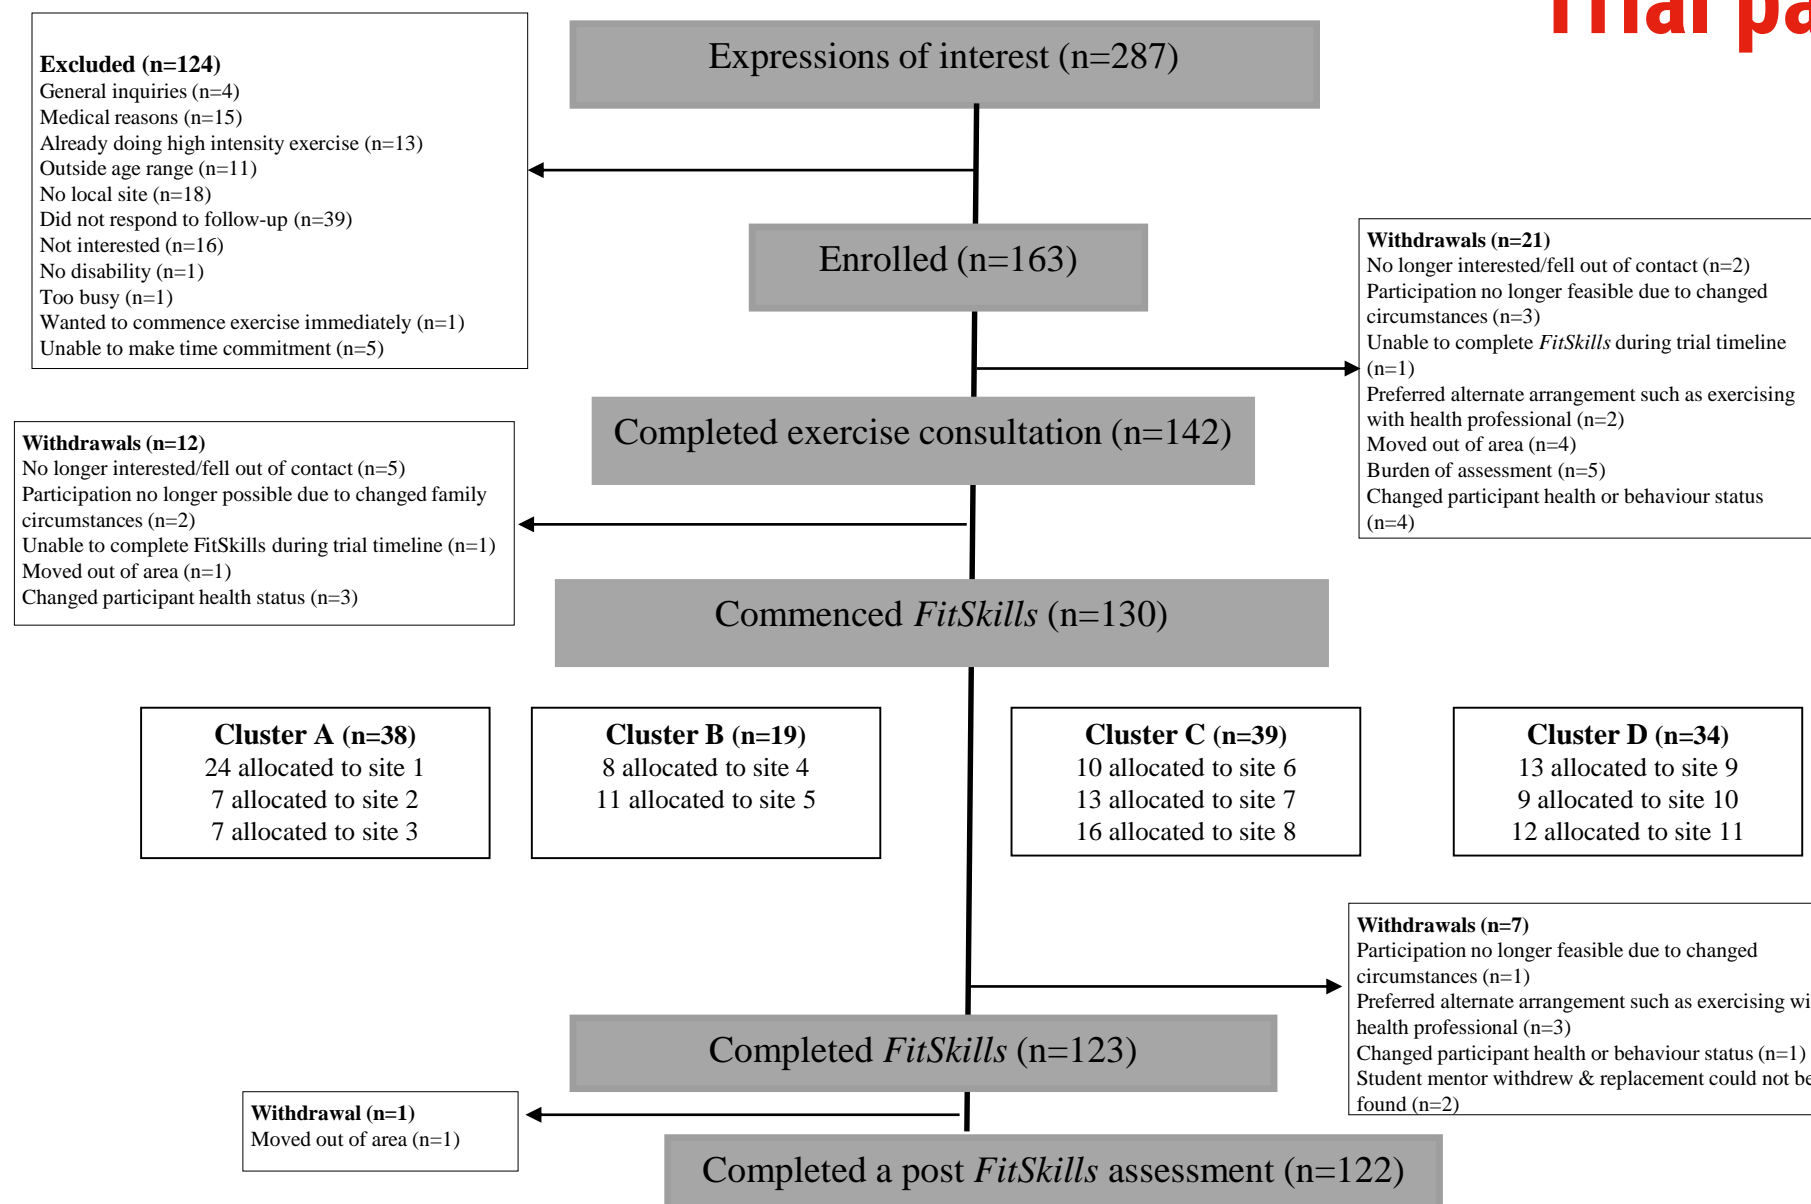 Trial pa
Expressions of interest (n=287)
Excluded (n=124)
General inquiries (n=4)
Medical reasons (n=15)
Already doing high intensity exercise (n=13)
Outside age range (n=11)
No local site (n=18)
Did not respond to follow-up (n=39)
Not interested (n=16)
No disability (n=1)
Too busy (n=1)
Wanted to commence exercise immediately (n=1)
Unable to make time commitment (n=5)
Enrolled (n=163)
Withdrawals (n=21)
No longer interested/fell out of contact (n=2)
Participation no longer feasible due to changed
circumstances (n=3)
Unable to complete FitSkills during trial timeline
(n=1)
Preferred alternate arrangement such as exercising
with health professional (n=2)
Moved out of area (n=4)
Burden of assessment (n=5)
Changed participant health or behaviour status
(n=4)
Completed exercise consultation (n=142)
Withdrawals (n=12)
No longer interested/fell out of contact (n=5)
Participation no longer possible due to changed family
circumstances (n=2)
Unable to complete FitSkills during trial timeline (n=1)
Moved out of area (n=1)
Changed participant health status (n=3)
Commenced FitSkills (n=130)
Cluster A (n=38)
24 allocated to site 1
7 allocated to site 2
7 allocated to site 3
Cluster B (n=19)
8 allocated to site 4
11 allocated to site 5
Cluster C (n=39)
10 allocated to site 6
13 allocated to site 7
16 allocated to site 8
Cluster D (n=34)
13 allocated to site 9
9 allocated to site 10
12 allocated to site 11
Withdrawals (n=7)
Participation no longer feasible due to changed
circumstances (n=1)
Preferred alternate arrangement such as exercising wi
health professional (n=3)
Changed participant health or behaviour status (n=1)
Student mentor withdrew & replacement could not be
found (n=2)
Completed FitSkills (n=123)
Withdrawal (n=1)
Moved out of area (n=1)
Completed a post FitSkills assessment (n=122)